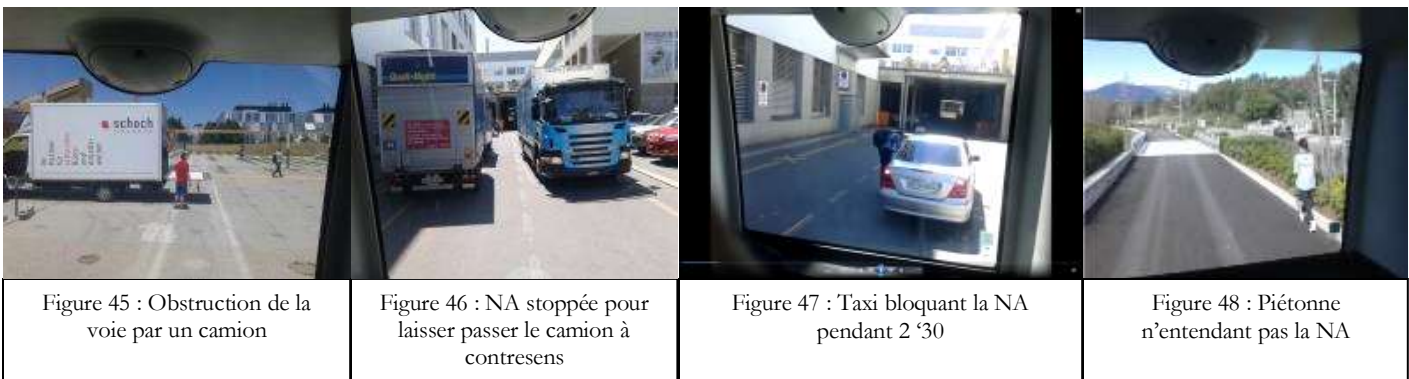 schoch
Figure 45 : Obstruction de la
voie par un camion
Figure 46 : NA stoppée pour
laisser passer le camion à
contresens
Figure 47 : Taxi bloquant la NA
pendant 2 ‘30
Figure 48 : Piétonne
n’entendant pas la NA